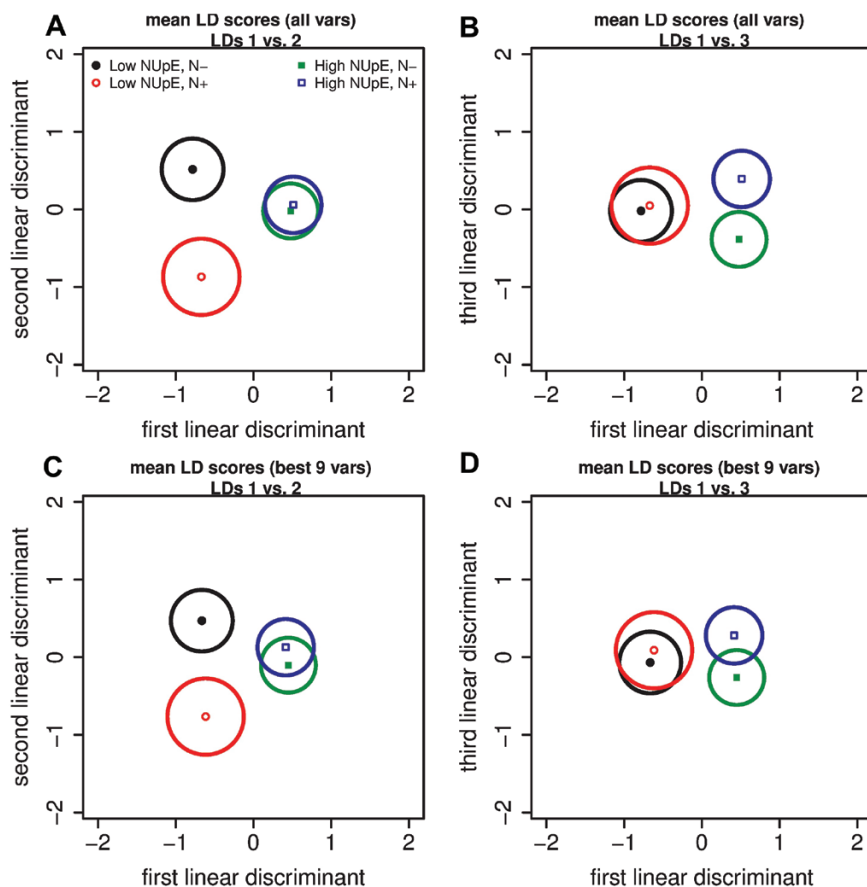 A
mean LD scores (all vars)
LDs 1 vs. 2
Low NUpE, N−
High NUpE, N−
Low NUpE, N+
High NUpE, N+
second linear discriminant
2
1
0
−1
−2
−2
−1
0
1
2
first linear discriminant
B
mean LD scores (all vars)
LDs 1 vs. 3
third linear discriminant
2
1
0
−1
−2
−2
−1
0
1
2
first linear discriminant
C
mean LD scores (best 9 vars)
LDs 1 vs. 2
second linear discriminant
2
1
0
−1
−2
−2
−1
0
1
2
first linear discriminant
D
mean LD scores (best 9 vars)
LDs 1 vs. 3
third linear discriminant
2
1
0
−1
−2
−2
−1
0
1
2
first linear discriminant